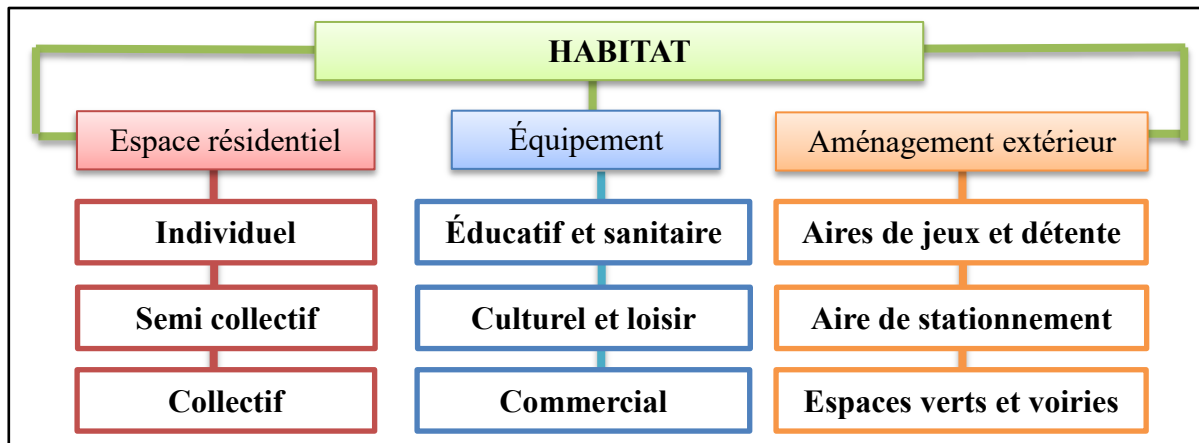 HABITAT
Espace résidentiel
Équipement
Aménagement extérieur
Individuel
Éducatif et sanitaire
Aires de jeux et détente
Semi collectif
Culturel et loisir
Aire de stationnement
Collectif
Commercial
Espaces verts et voiries